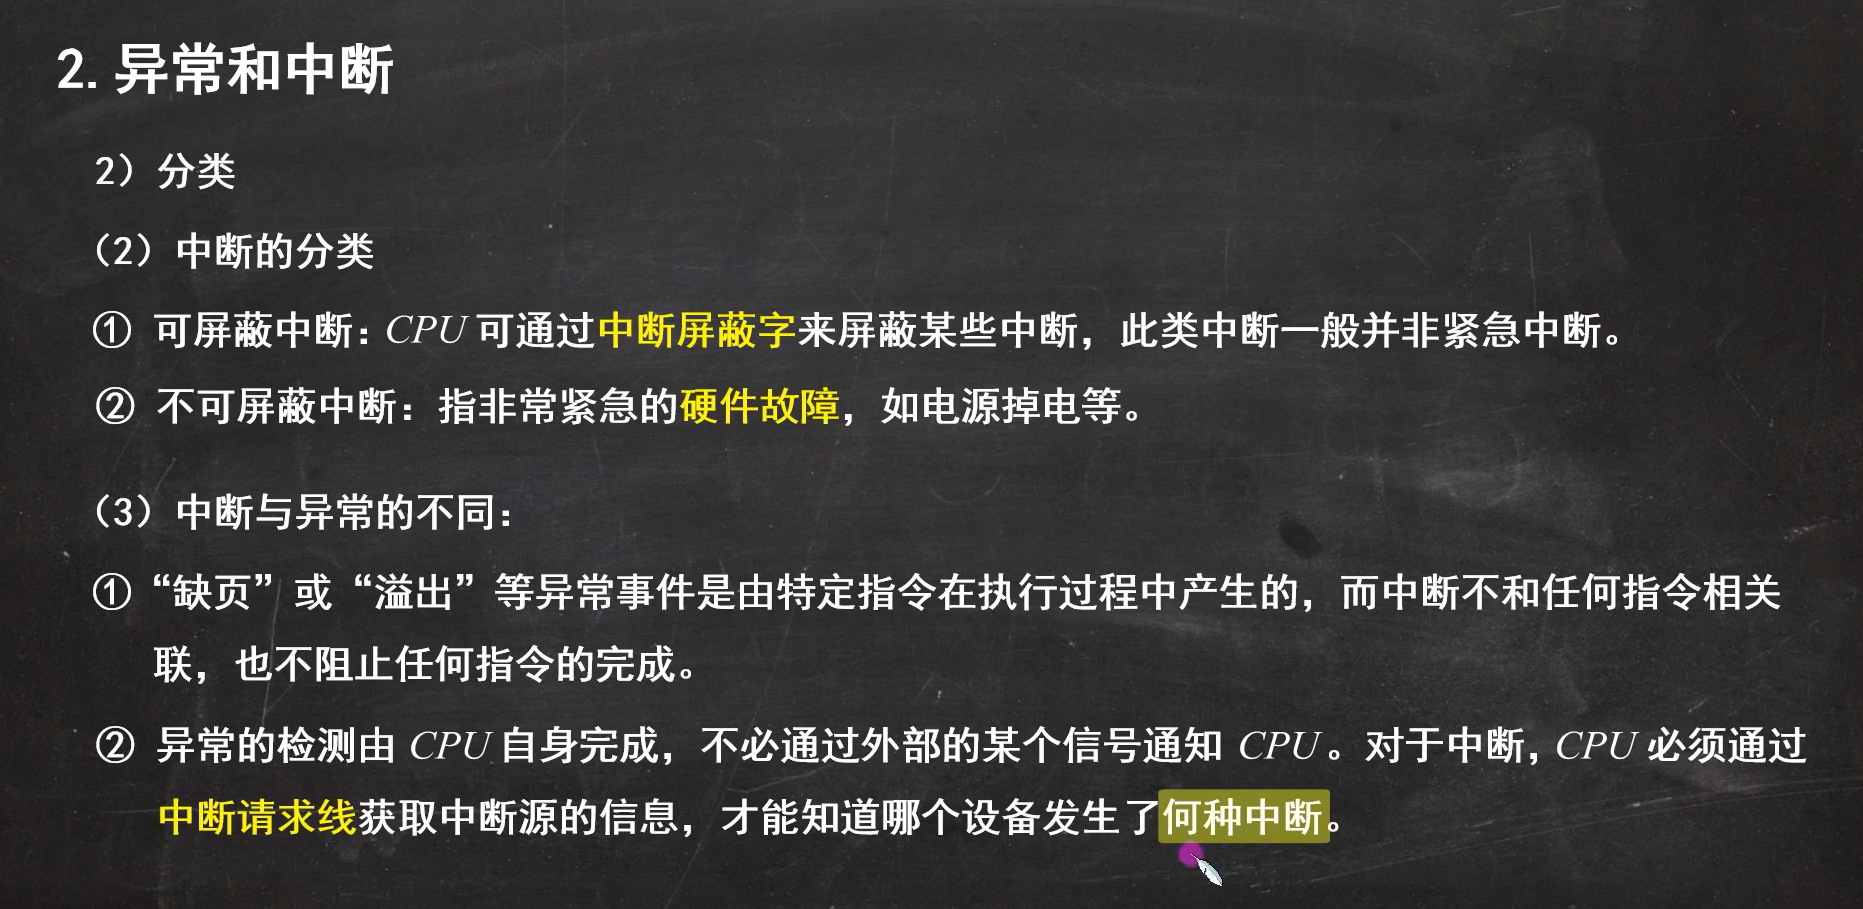 2. 异常和中断
2）分类
（2）中断的分类
① 可屏蔽中断：CPU 可通过中断屏蔽字来屏蔽某些中断，此类中断一般并非紧急中断。
② 不可屏蔽中断：指非常紧急的硬件故障，如电源掉电等。
（3）中断与异常的不同：
① “缺页”或“溢出”等异常事件是由特定指令在执行过程中产生的，而中断不和任何指令相关
联，也不阻止任何指令的完成。
② 异常的检测由 CPU 自身完成，不必通过外部的某个信号通知 CPU。对于中断，CPU 必须通过
中断请求线获取中断源的信息，才能知道哪个设备发生了何种中断。